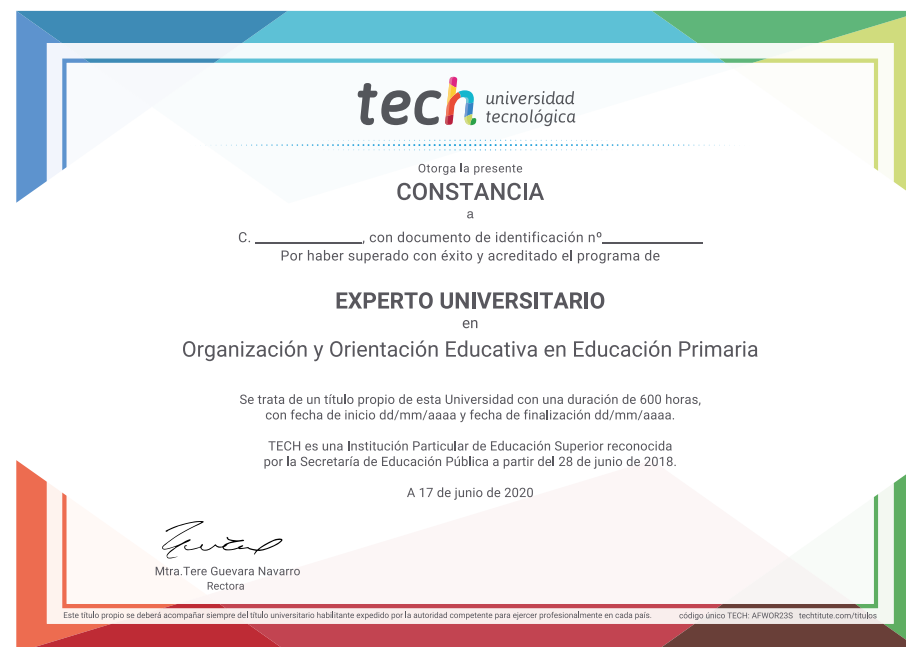 tech universidad
tecnológica
Otorga la presente
CONSTANCIA
a
C. ____________, con documento de identificación nº____________
Por haber superado con éxito y acreditado el programa de
EXPERTO UNIVERSITARIO
en
Organización y Orientación Educativa en Educación Primaria
Se trata de un título propio de esta Universidad con una duración de 600 horas,
con fecha de inicio dd/mm/aaaa y fecha de finalización dd/mm/aaaa.
TECH es una Institución Particular de Educación Superior reconocida
por la Secretaría de Educación Pública a partir del 28 de junio de 2018.
A 17 de junio de 2020
Mtra.Tere Guevara Navarro
Rectora
Este título propio se deberá acompañar siempre del título universitario habilitante expedido por la autoridad competente para ejercer profesionalmente en cada país. código único TECH: AFWOR23S techtitute.com/titulos